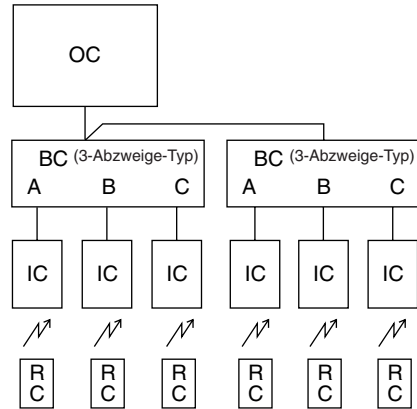 OC
BC (3-Abzweige-Typ)
A B C
BC (3-Abzweige-Typ)
A B C
IC IC IC IC IC IC
R R R R R R
C C C C C C